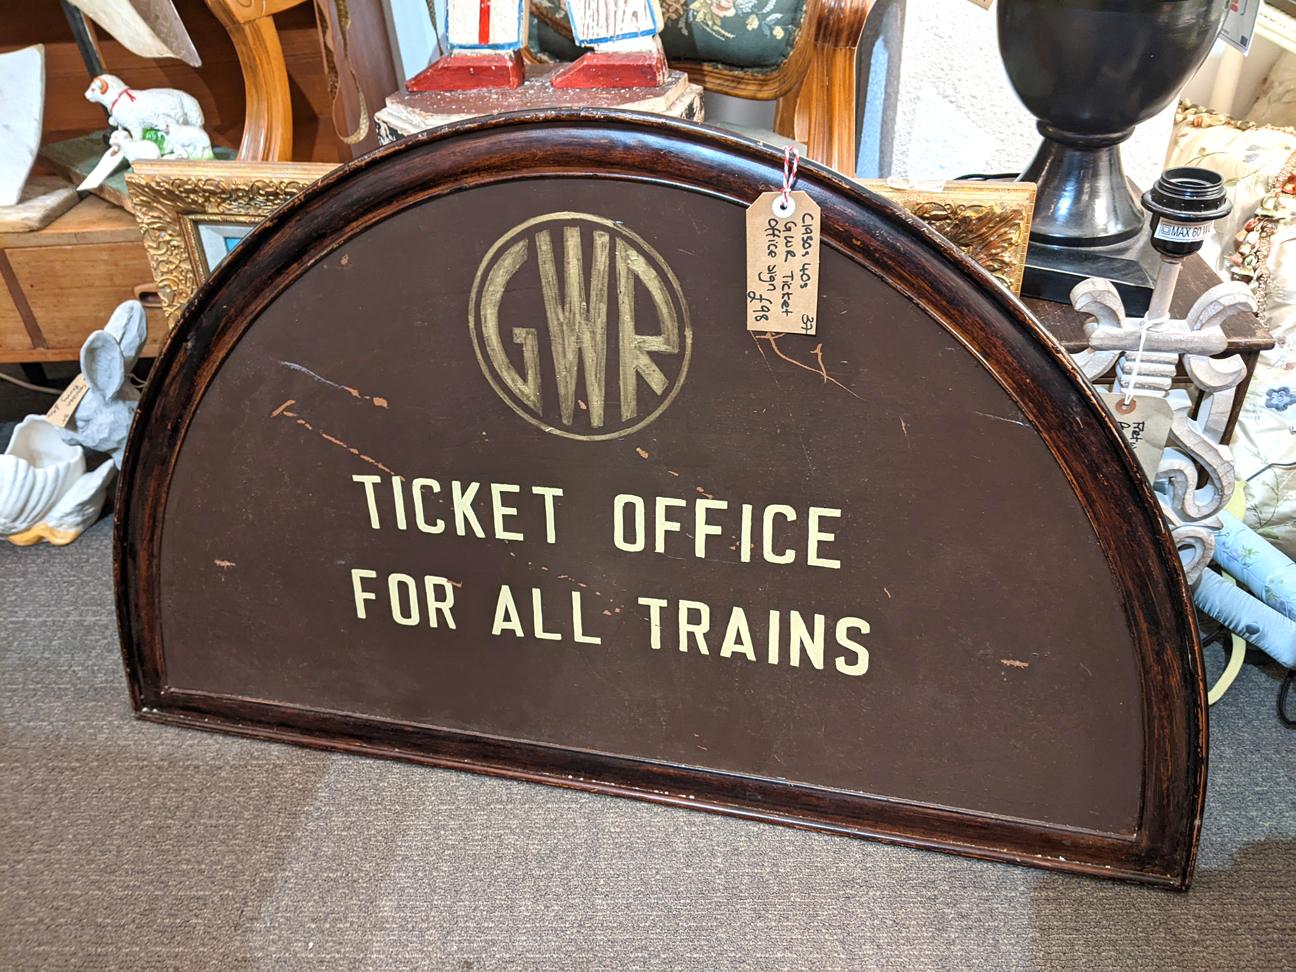 GWR
TICKET OFFICE
FOR ALL TRAINS
C1930s 40s
GWR Ticket
office sign 37
£98
MAX 60 W